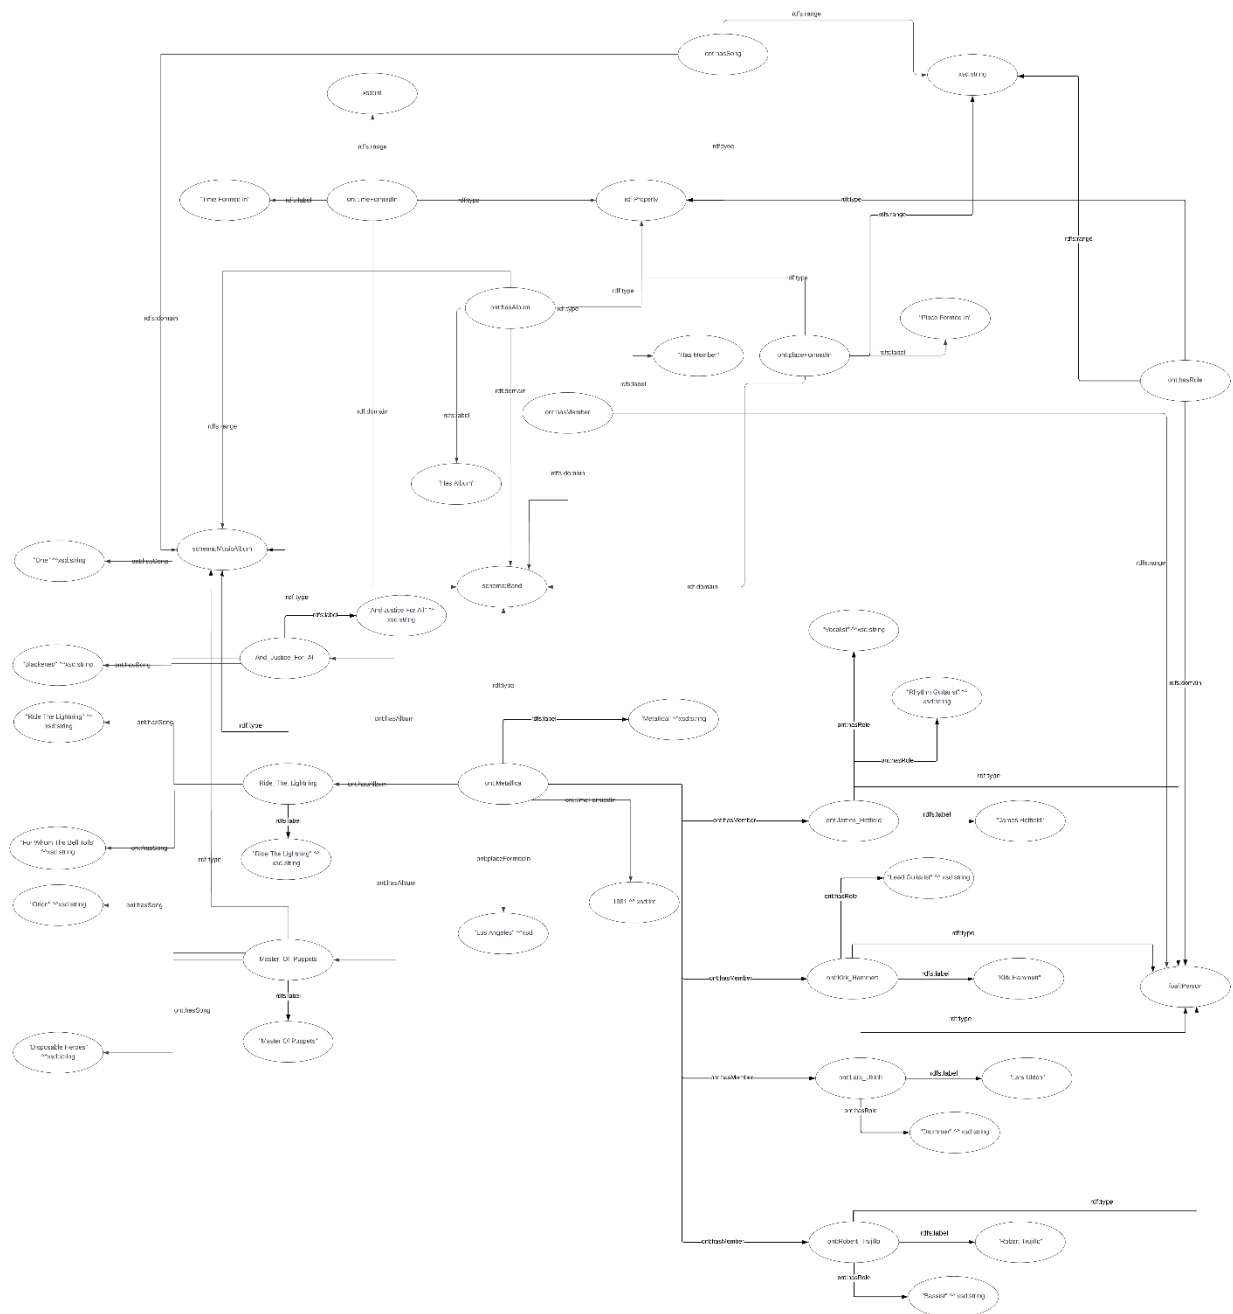 rdfs:range
ont:hasSong
xsd:string
xsd:int
rdfs:range
rdf:type
"Time Formed In"
rdfs:label
ont:timeFormedIn
rdf:type
rdf:Property
rdf:type
rdfs:range
rdfs:range
rdf:type
rdf:type
ont:hasAlbum
rdf:type
"Place Formed In"
rdfs:domain
"Has Member"
ont:placeFormedIn
rdfs:label
rdfs:label
rdf:domain
ont:hasRole
rdf:domain
ont:hasMember
rdfs:label
rdfs:range
rdfs:domain
"Has Album"
schema:MusicAlbum
"One" ^^xsd:string
ont:hasSong
rdfs:range
schema:Band
rdf:domain
rdf:type
"And Justice For All" ^^
xsd:string
rdfs:label
"Vocalist" ^^xsd:string
And_Justice_For_Al
"Blackened" ^^xsd:string
ont:hasSong
rdfs:domain
rdf:type
"Rhythm Guitarist" ^^
xsd:string
"Ride The Lightning" ^^
xsd:string
ont:hasSong
rdf:type
ont:hasAlbum
rdfs:label
"Metallica" ^^xsd:string
ont:hasRole
ont:hasRole
rdf:type
Ride_The_Lightning
ont:hasAlbum
ont:Metallica
ont:timeFormedIn
rdfs:label
ont:hasMember
ont:James_Hetfield
rdfs:label
"James Hetfield"
"For Whom The Bell Tolls"
^^xsd:string
ont:hasSong
rdf:type
"Ride The Lightning" ^^
xsd:string
ont:placeFormedIn
ont:hasAlbum
"Lead Guitarist" ^^ xsd:string
ont:hasRole
"Orion" ^^xsd:string
ont:hasSong
^^ xsd:int
"Los Angeles" ^^xsd
rdf:type
Master_Of_Puppets
ont:hasMember
ont:Kirk_Hammett
rdfs:label
"Kirk Hammett"
foaf:Person
rdfs:label
ont:hasSong
rdf:type
"Master Of Puppets"
"Disposable Heroes"
^^xsd:string
ont:hasMember
ont:Lars_Ulrich
rdfs:label
"Lars Ulrich"
ont:hasRole
"Drummer" ^^ xsd:string
rdf:type
ont:hasMember
ont:Robert_Trujillo
rdfs:label
"Robert Trujillo"
ont:hasRole
"Bassist" ^^ xsd:string